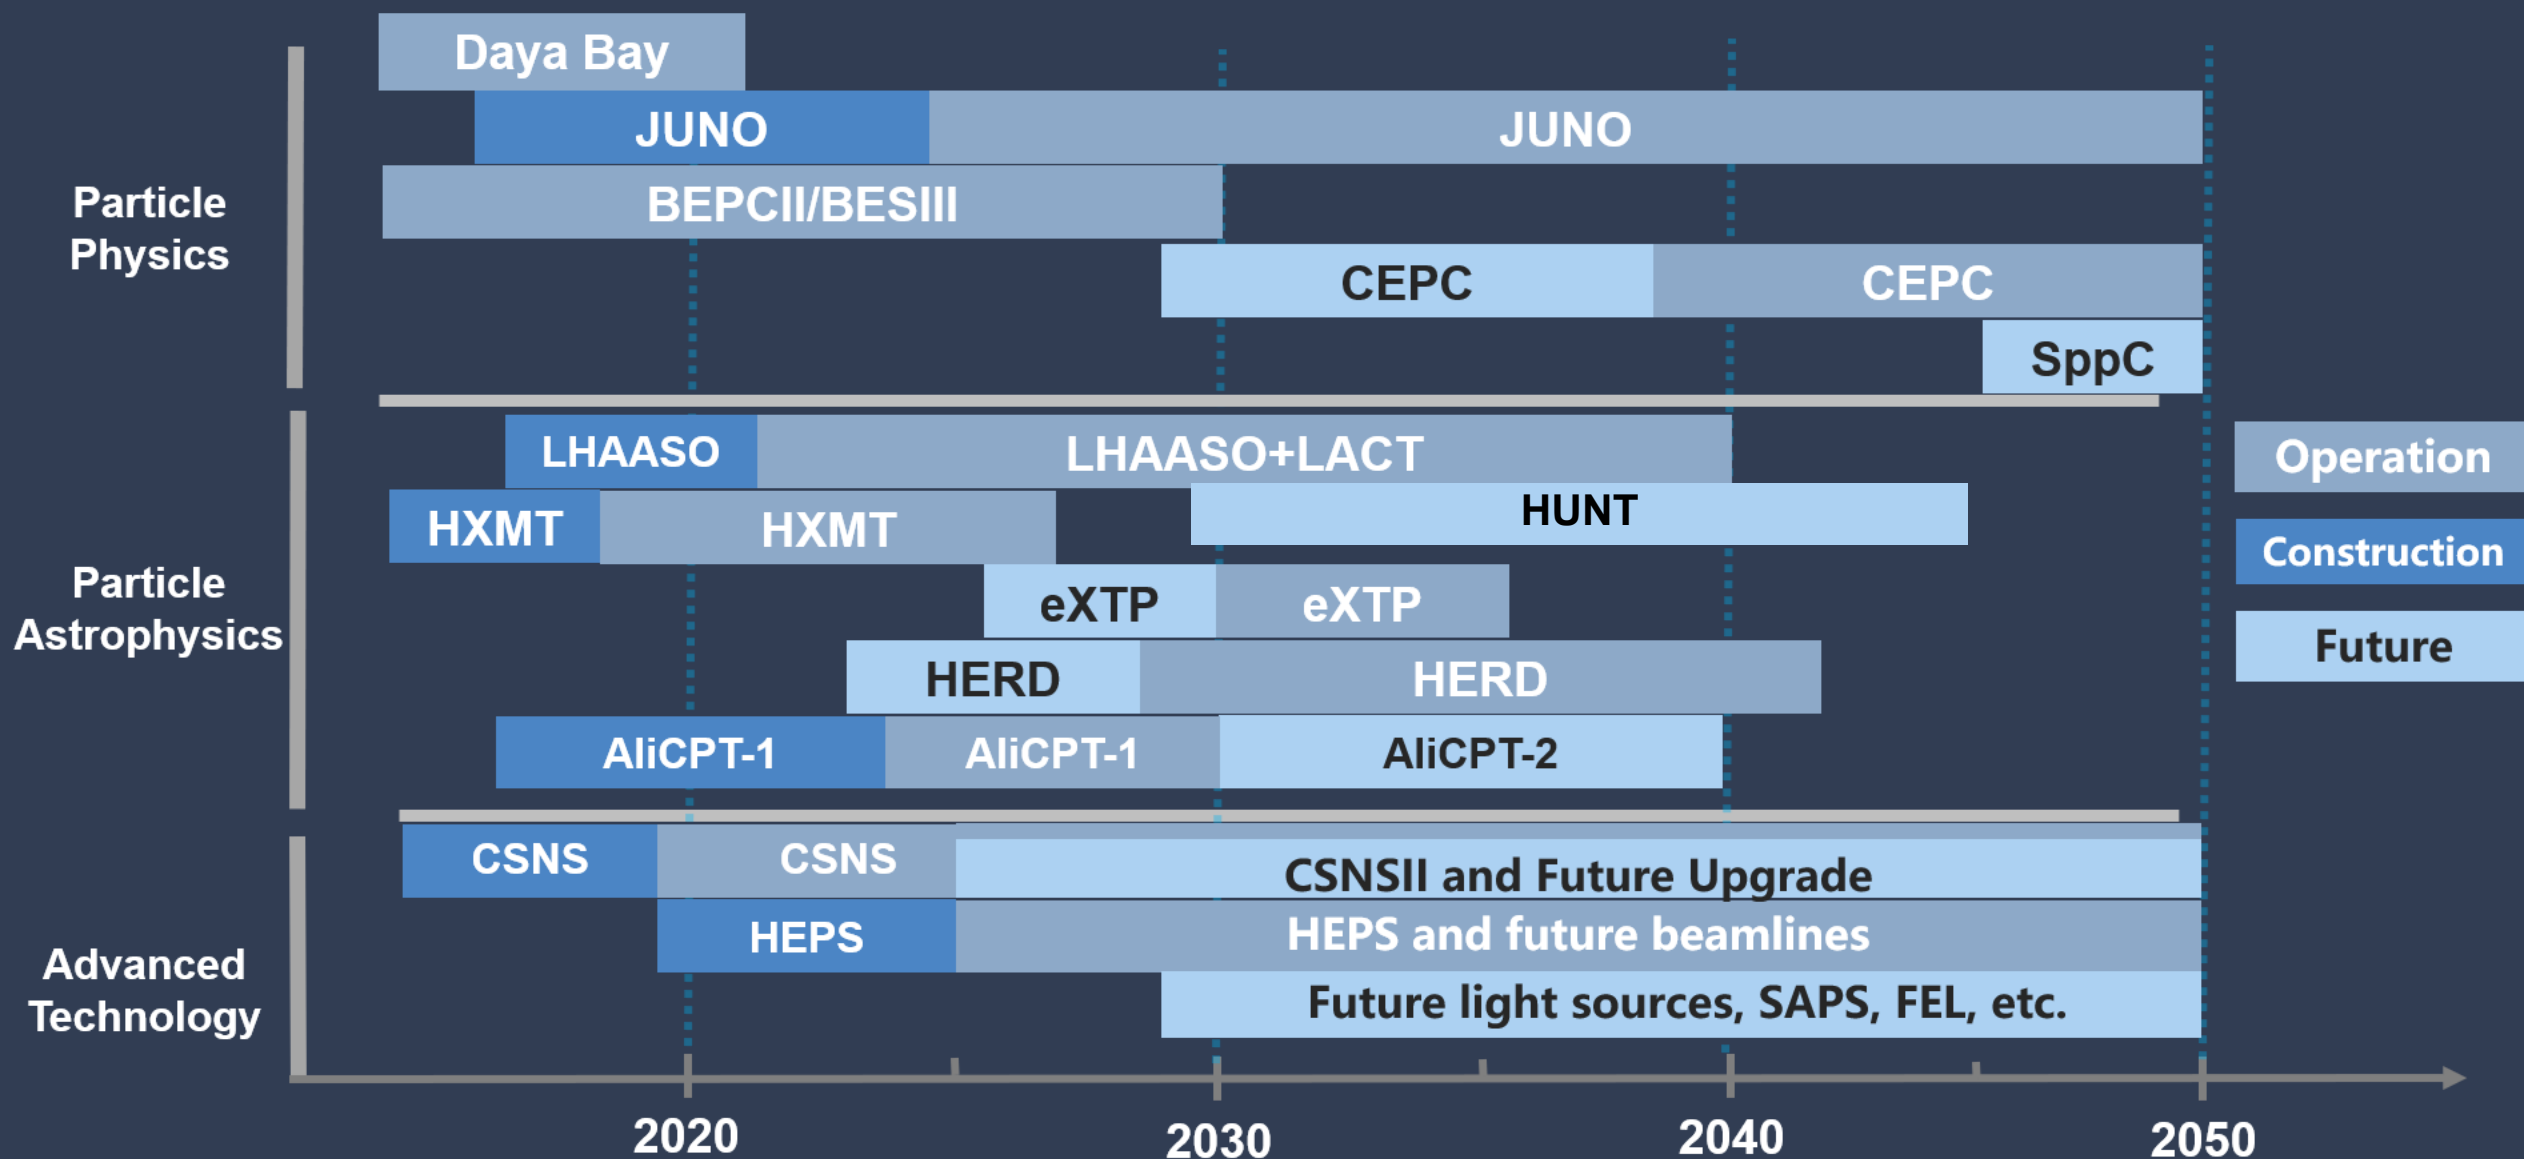 Daya Bay
JUNO JUNO
BEPCII/BESIII
Particle
Physics
CEPC CEPC
SppC
LHAASO LHAASO+LACT
HXMT HXMT HUNT
Particle
Astrophysics
eXTP eXTP
HERD HERD
AliCPT-1 AliCPT-1 AliCPT-2
Operation
Construction
Future
CSNS CSNS CSNSII and Future Upgrade
HEPS HEPS and future beamlines
Advanced
Technology
Future light sources, SAPS, FEL, etc.
2020 2030 2040 2050